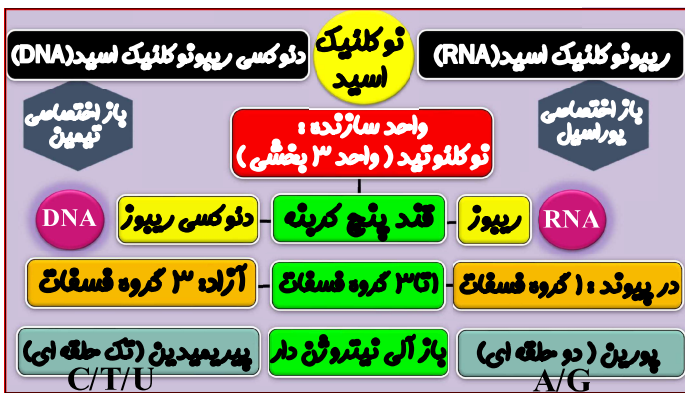 ریبونوکلئیک اسید(RNA)
نوکلئیک
اسید
دئوکسی ریبونوکلئیک اسید(DNA)
باز اختصاصی
یوراسیل
واحد سازنده :
نوکلئوتید ( واحد ۳ بخشی )
باز اختصاصی
تیمین
RNA
ریبوز
قند پنج کربنه
دئوکسی ریبوز
DNA
در پیوند : ۱ گروه فسفات
۱تا۳ گروه فسفات
آزاد: ۳ گروه فسفات
پورین ( دو حلقه ای)
باز آلی نیتروژن دار
پیریمیدین (تک حلقه ای)
A/G
C/T/U